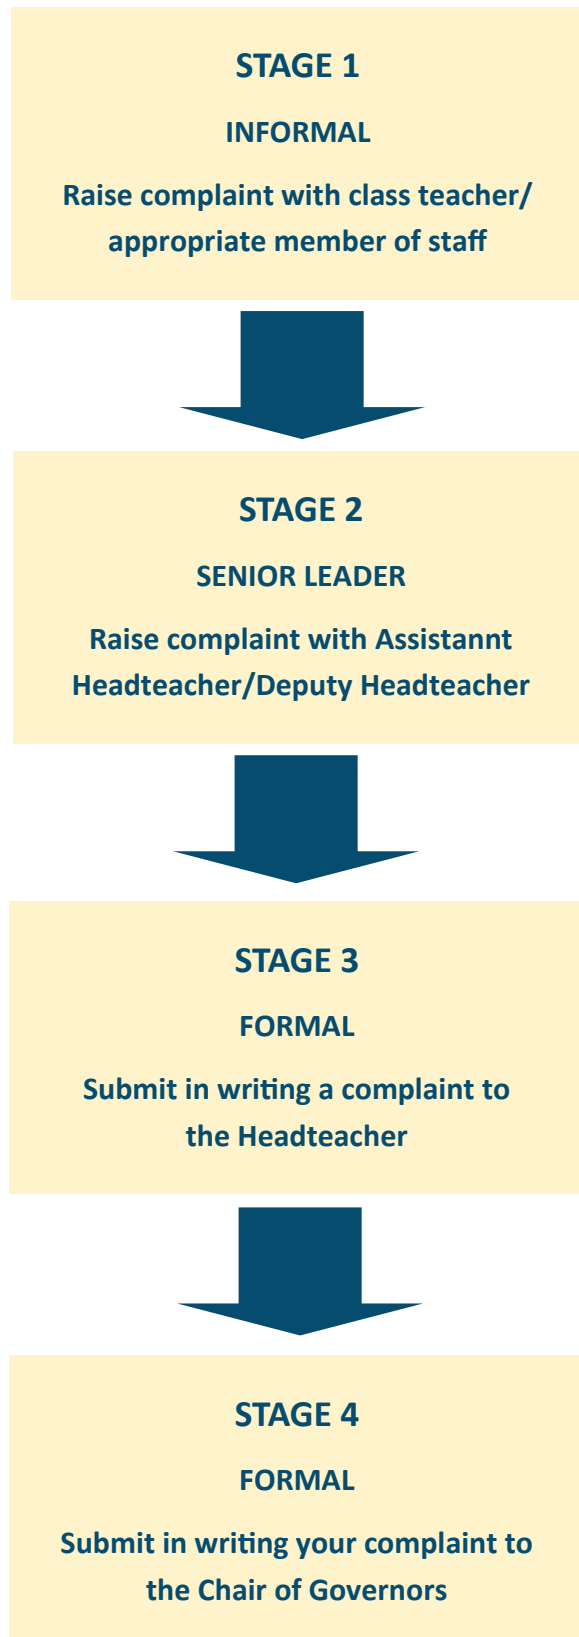 STAGE 1
INFORMAL
Raise complaint with class teacher/
appropriate member of staff
STAGE 2
SENIOR LEADER
Raise complaint with Assistannt
Headteacher/Deputy Headteacher
STAGE 3
FORMAL
Submit in writing a complaint to
the Headteacher
STAGE 4
FORMAL
Submit in writing your complaint to
the Chair of Governors